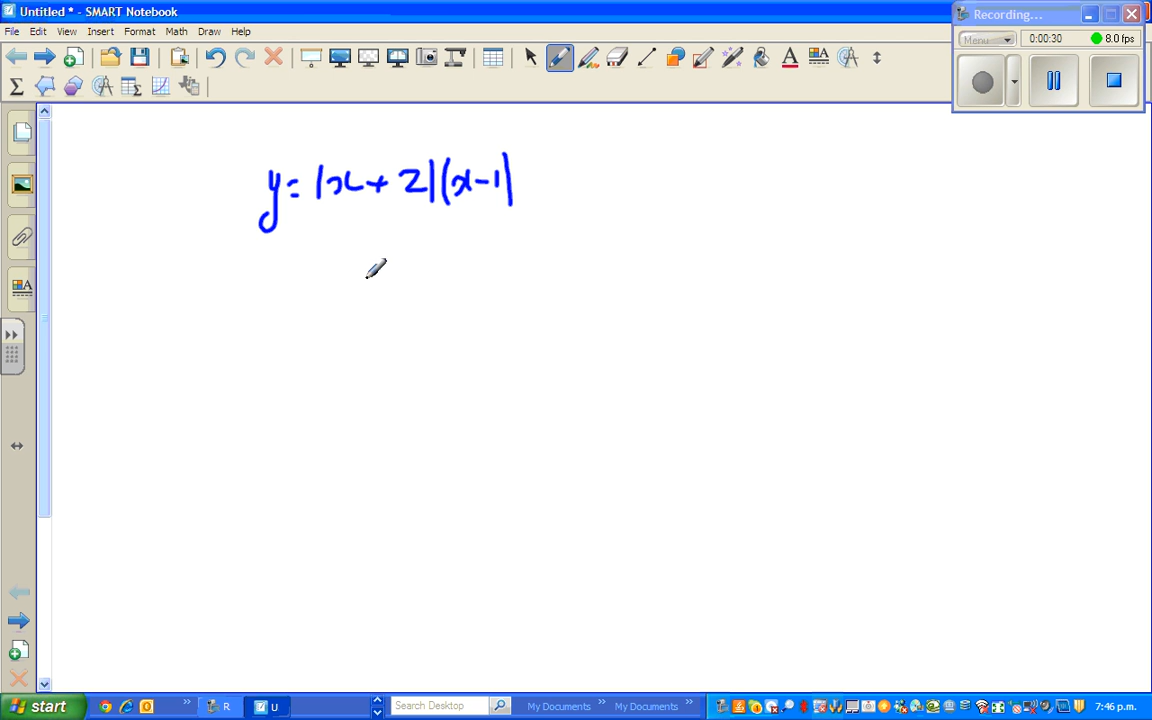 Untitled * - SMART Notebook
Recording...
File Edit View Insert Format Math Draw Help
Menu 0:00:30 8.0 fps
y = |x + 2|(x-1|
start R U Search Desktop My Documents » My Documents » 7:46 p.m.